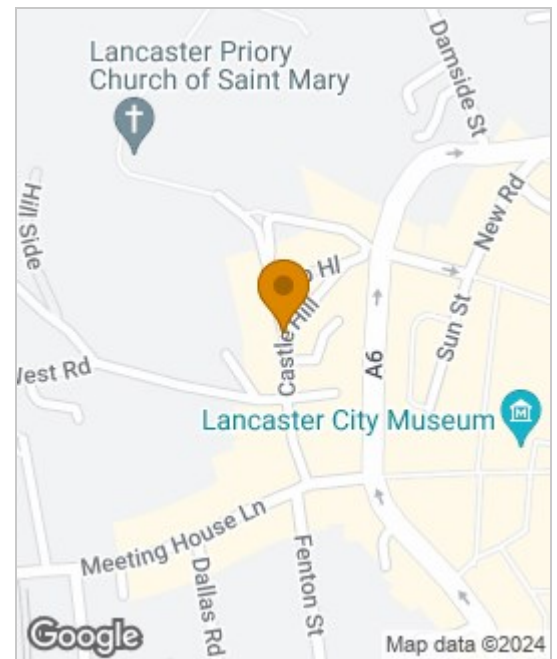 Lancaster Priory
Church of Saint Mary
Damside St
Hill Side
New Rd
Hill
Castle Hill
Sun St
A6
West Rd
Lancaster City Museum
M
Meeting House Ln
Dallas Rd
Fenton St
Google
Map data ©2024